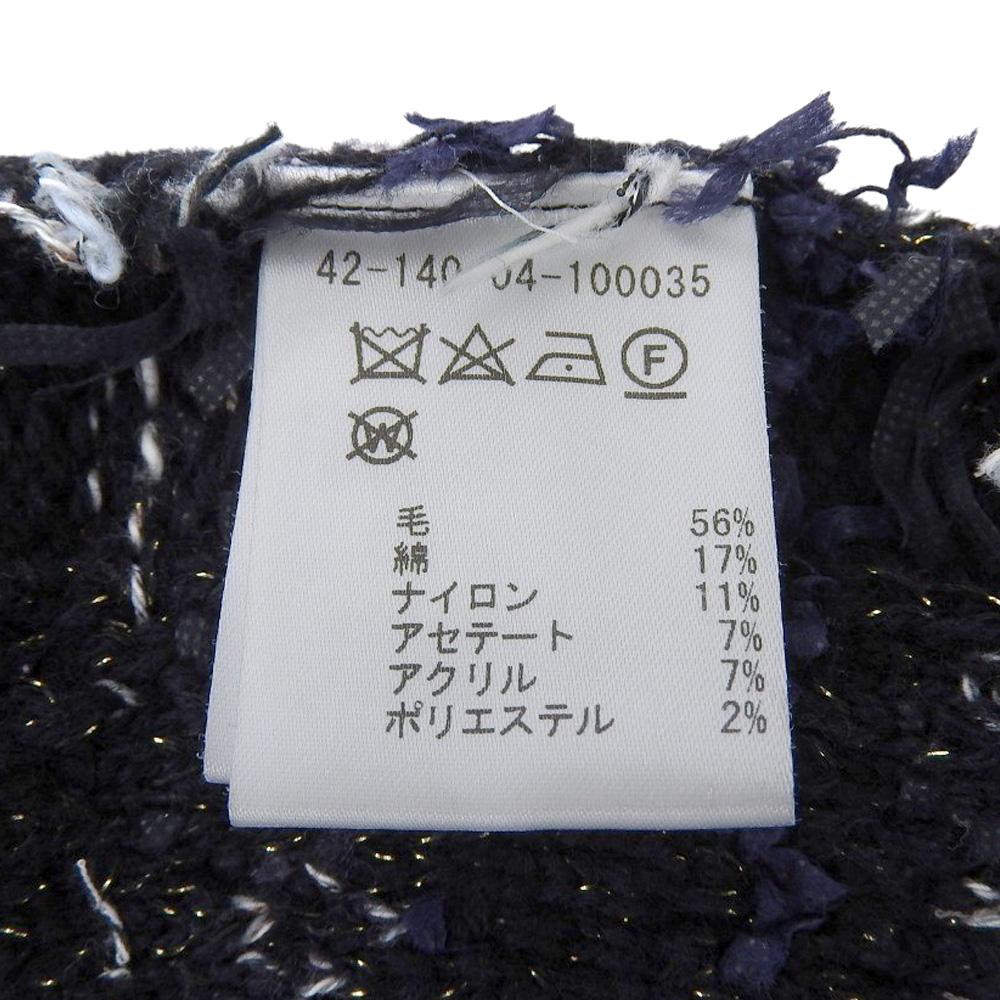 42-140 04-100035
F
W
毛 56%
綿 17%
ナイロン 11%
アセテート 7%
アクリル 7%
ポリエステル 2%